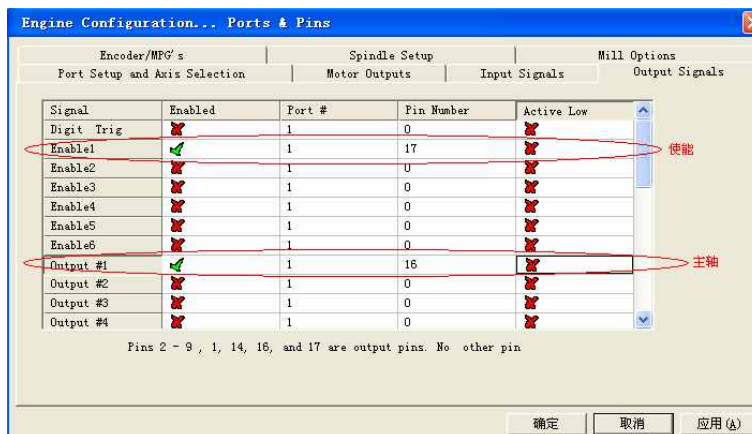 Engine Configuration... Ports & Pins
Encoder/MPG's Spindle Setup Mill Options
Port Setup and Axis Selection Motor Outputs Input Signals Output Signals
Signal Enabled Port # Pin Number Active Low
Digit Trig 1 0
Enable1 1 17 使能
Enable2 1 0
Enable3 1 0
Enable4 1 0
Enable5 1 0
Enable6 1 0
Output #1 1 16 主轴
Output #2 1 0
Output #3 1 0
Output #4 1 0
Pins 2 - 9 , 1, 14, 16, and 17 are output pins. No other pin
确定 取消 应用(A)